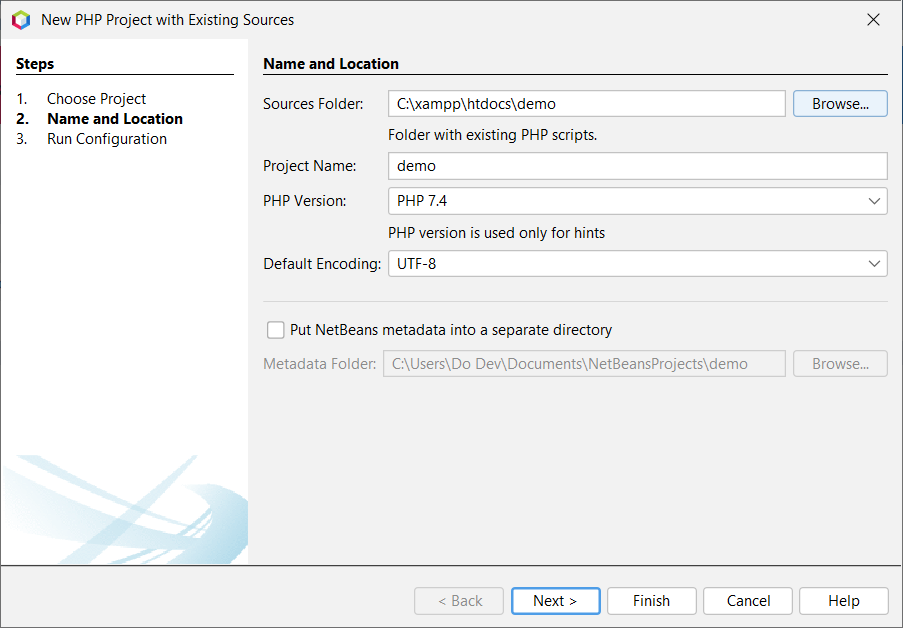 New PHP Project with Existing Sources
Steps
1. Choose Project
2. Name and Location
3. Run Configuration
Name and Location
Sources Folder: C:\xampp\htdocs\demo Browse...
Folder with existing PHP scripts.
Project Name: demo
PHP Version: PHP 7.4
PHP version is used only for hints
Default Encoding: UTF-8
Put NetBeans metadata into a separate directory
Metadata Folder: C:\Users\Do Dev\Documents\NetBeansProjects\demo Browse...
< Back Next > Finish Cancel Help